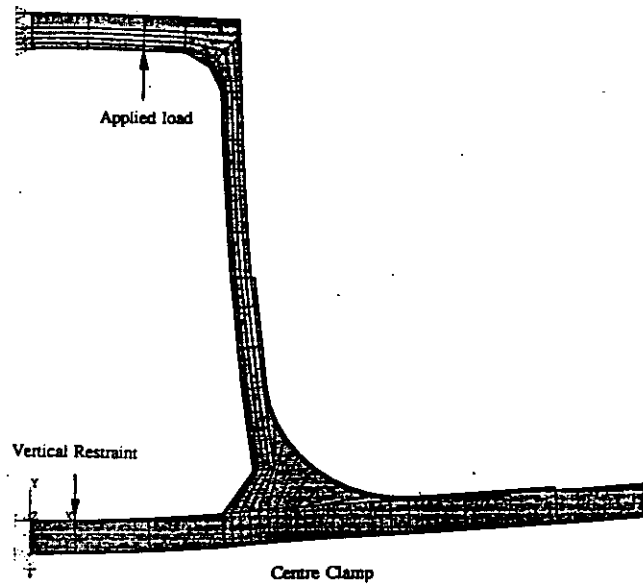 Applied load
Vertical Restraint
Y
Z
X
Centre Clamp